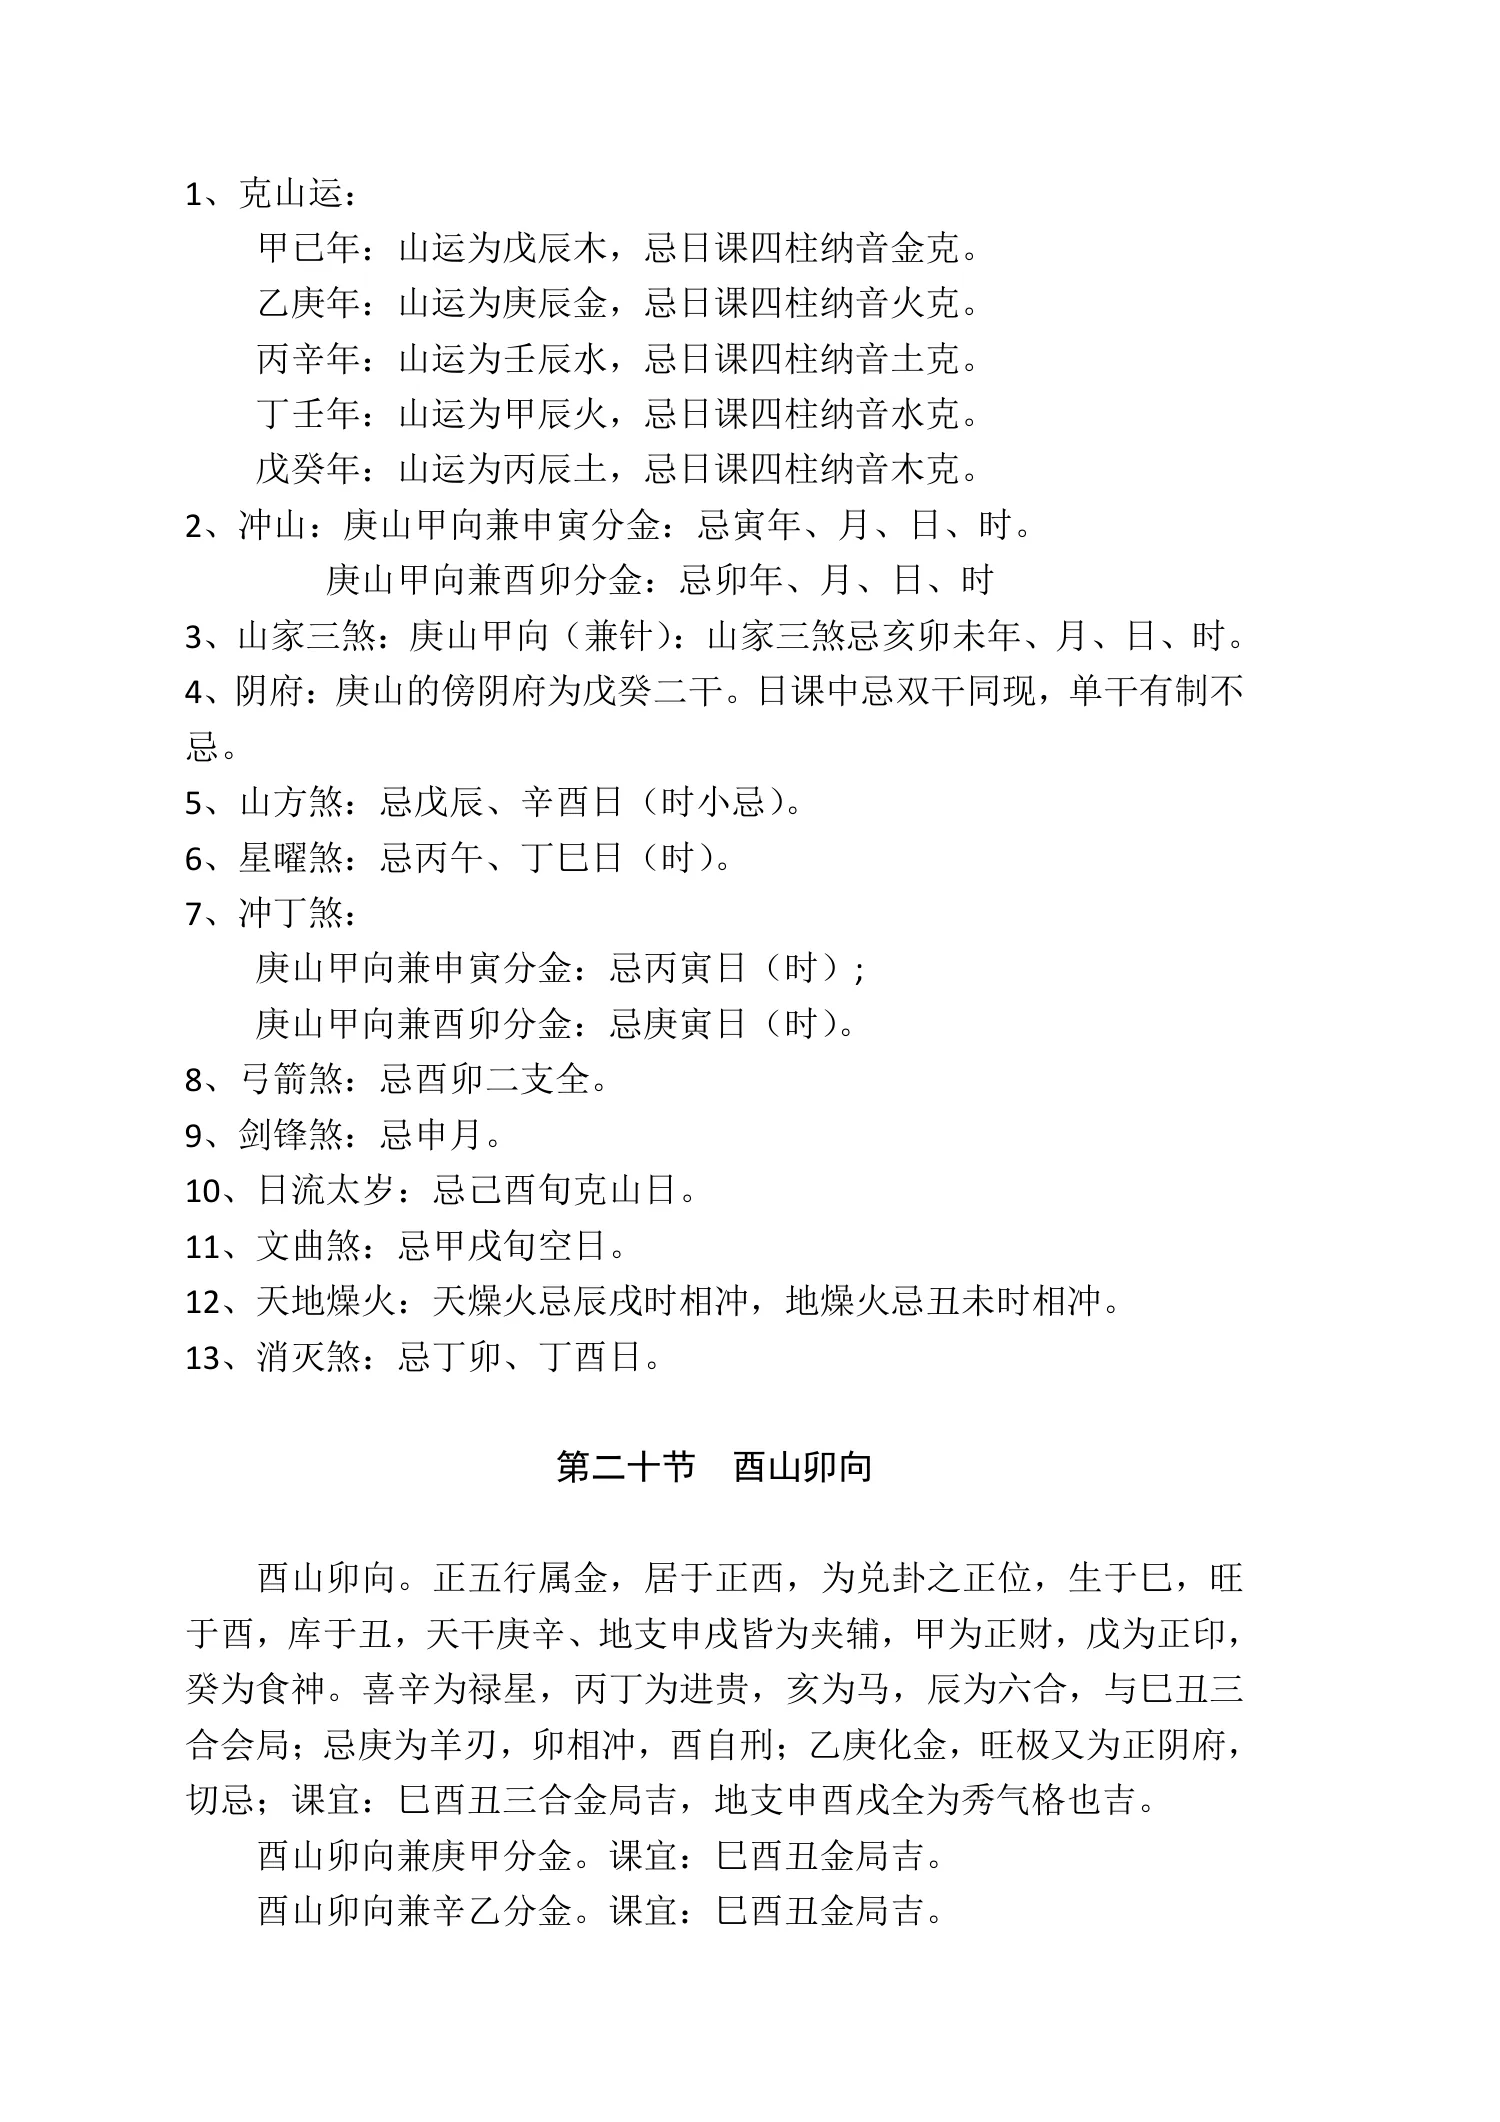 1、克山运：
甲己年：山运为戊辰木，忌日课四柱纳音金克。
乙庚年：山运为庚辰金，忌日课四柱纳音火克。
丙辛年：山运为壬辰水，忌日课四柱纳音土克。
丁壬年：山运为甲辰火，忌日课四柱纳音水克。
戊癸年：山运为丙辰土，忌日课四柱纳音木克。
2、冲山：庚山甲向兼申寅分金：忌寅年、月、日、时。
庚山甲向兼酉卯分金：忌卯年、月、日、时
3、山家三煞：庚山甲向（兼针）：山家三煞忌亥卯未年、月、日、时。
4、阴府：庚山的傍阴府为戊癸二干。日课中忌双干同现，单干有制不
忌。
5、山方煞：忌戊辰、辛酉日（时小忌）。
6、星曜煞：忌丙午、丁巳日（时）。
7、冲丁煞：
庚山甲向兼申寅分金：忌丙寅日（时）;
庚山甲向兼酉卯分金：忌庚寅日（时）。
8、弓箭煞：忌酉卯二支全。
9、剑锋煞：忌申月。
10、日流太岁：忌己酉旬克山日。
11、文曲煞：忌甲戌旬空日。
12、天地燥火：天燥火忌辰戌时相冲，地燥火忌丑未时相冲。
13、消灭煞：忌丁卯、丁酉日。
第二十节　酉山卯向
酉山卯向。正五行属金，居于正西，为兑卦之正位，生于巳，旺
于酉，库于丑，天干庚辛、地支申戌皆为夹辅，甲为正财，戊为正印，
癸为食神。喜辛为禄星，丙丁为进贵，亥为马，辰为六合，与巳丑三
合会局；忌庚为羊刃，卯相冲，酉自刑；乙庚化金，旺极又为正阴府，
切忌；课宜：巳酉丑三合金局吉，地支申酉戌全为秀气格也吉。
酉山卯向兼庚甲分金。课宜：巳酉丑金局吉。
酉山卯向兼辛乙分金。课宜：巳酉丑金局吉。